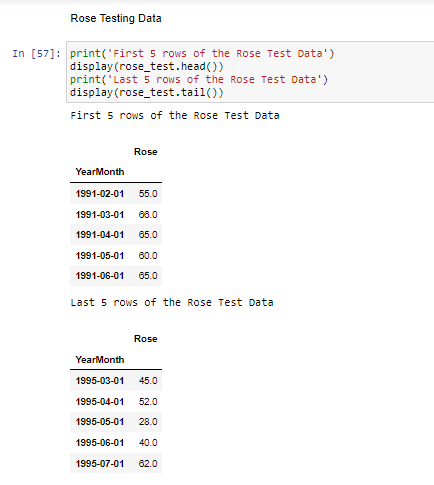 Rose Testing Data
In [57]: print('First 5 rows of the Rose Test Data')
display(rose_test.head())
print('Last 5 rows of the Rose Test Data')
display(rose_test.tail())
First 5 rows of the Rose Test Data
Rose
YearMonth
1991-02-01 55.0
1991-03-01 66.0
1991-04-01 65.0
1991-05-01 60.0
1991-06-01 65.0
Last 5 rows of the Rose Test Data
Rose
YearMonth
1995-03-01 45.0
1995-04-01 52.0
1995-05-01 28.0
1995-06-01 40.0
1995-07-01 62.0